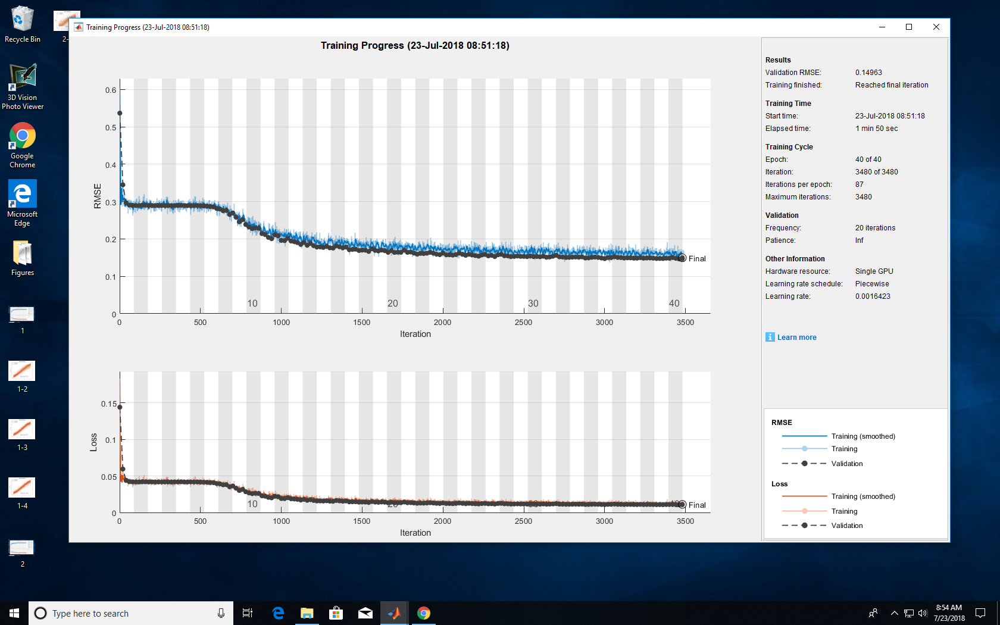 Recycle Bin
2-
3D Vision
Photo Viewer
Google
Chrome
Microsoft
Edge
Figures
1
1-2
1-3
1-4
2
Training Progress (23-Jul-2018 08:51:18)
Training Progress (23-Jul-2018 08:51:18)
RMSE
0.6
0.5
0.4
0.3
0.2
0.1
0
10
20
30
40
Final
0
500
1000
1500
2000
2500
3000
3500
Iteration
Loss
0.15
0.1
0.05
0
10
20
30
Final
0
500
1000
1500
2000
2500
3000
3500
Iteration
Results
Validation RMSE: 0.14963
Training finished: Reached final iteration
Training Time
Start time: 23-Jul-2018 08:51:18
Elapsed time: 1 min 50 sec
Training Cycle
Epoch: 40 of 40
Iteration: 3480 of 3480
Iterations per epoch: 87
Maximum iterations: 3480
Validation
Frequency: 20 iterations
Patience: Inf
Other Information
Hardware resource: Single GPU
Learning rate schedule: Piecewise
Learning rate: 0.0016423
Learn more
RMSE
Training (smoothed)
Training
Validation
Loss
Training (smoothed)
Training
Validation
Type here to search
8:54 AM
7/23/2018